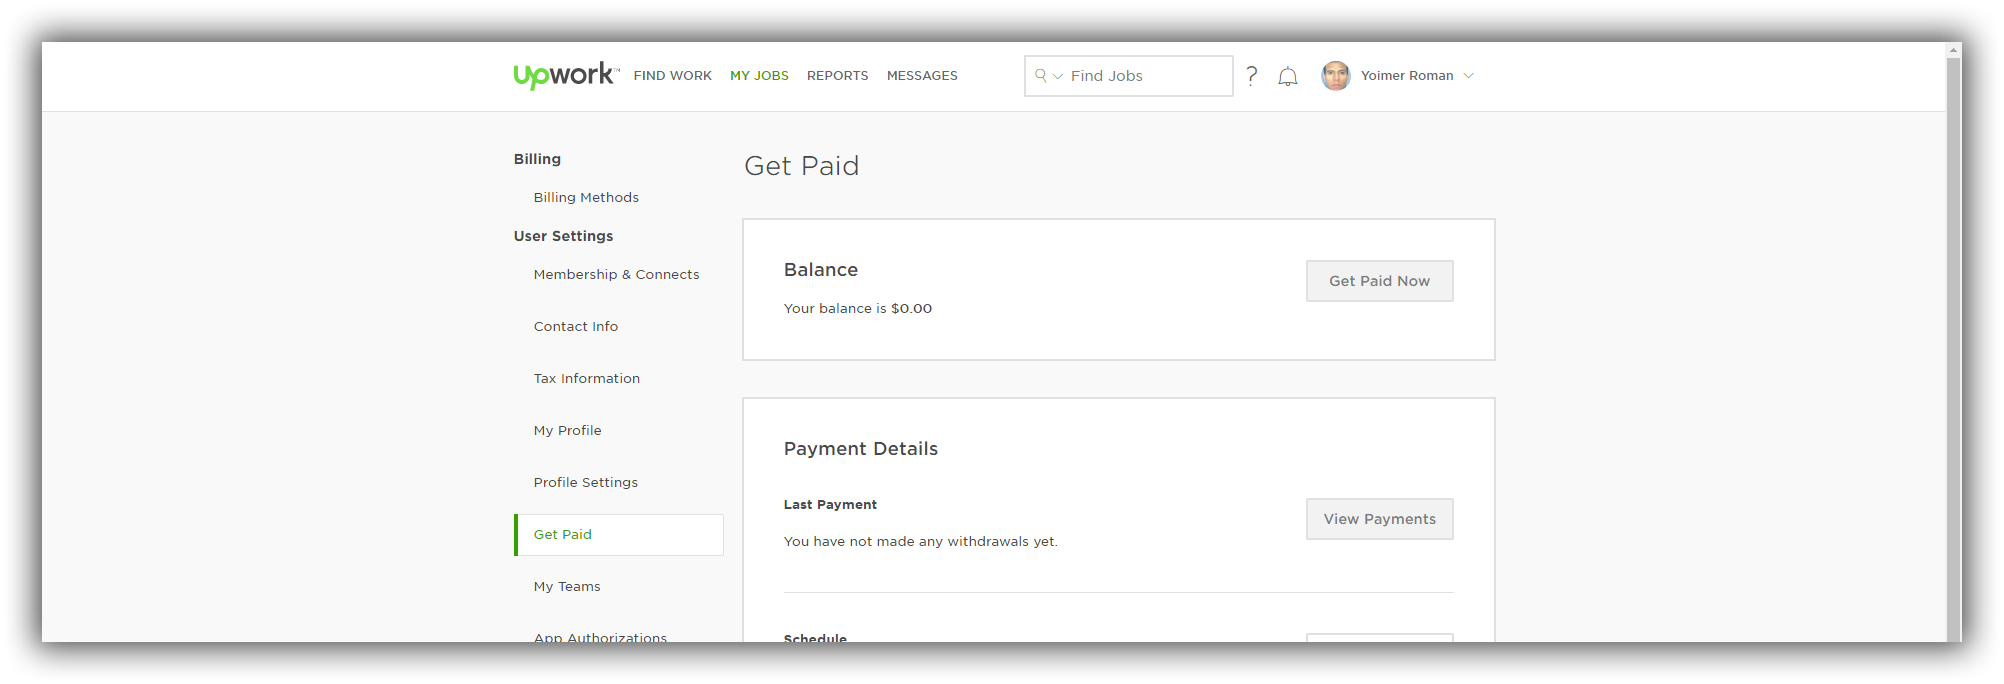 upwork™ FIND WORK MY JOBS REPORTS MESSAGES Find Jobs ? Yoimer Roman
Billing
Billing Methods
User Settings
Membership & Connects
Contact Info
Tax Information
My Profile
Profile Settings
Get Paid
My Teams
App Authorizations
Get Paid
Balance
Get Paid Now
Your balance is $0.00
Payment Details
Last Payment
View Payments
You have not made any withdrawals yet.
Schedule